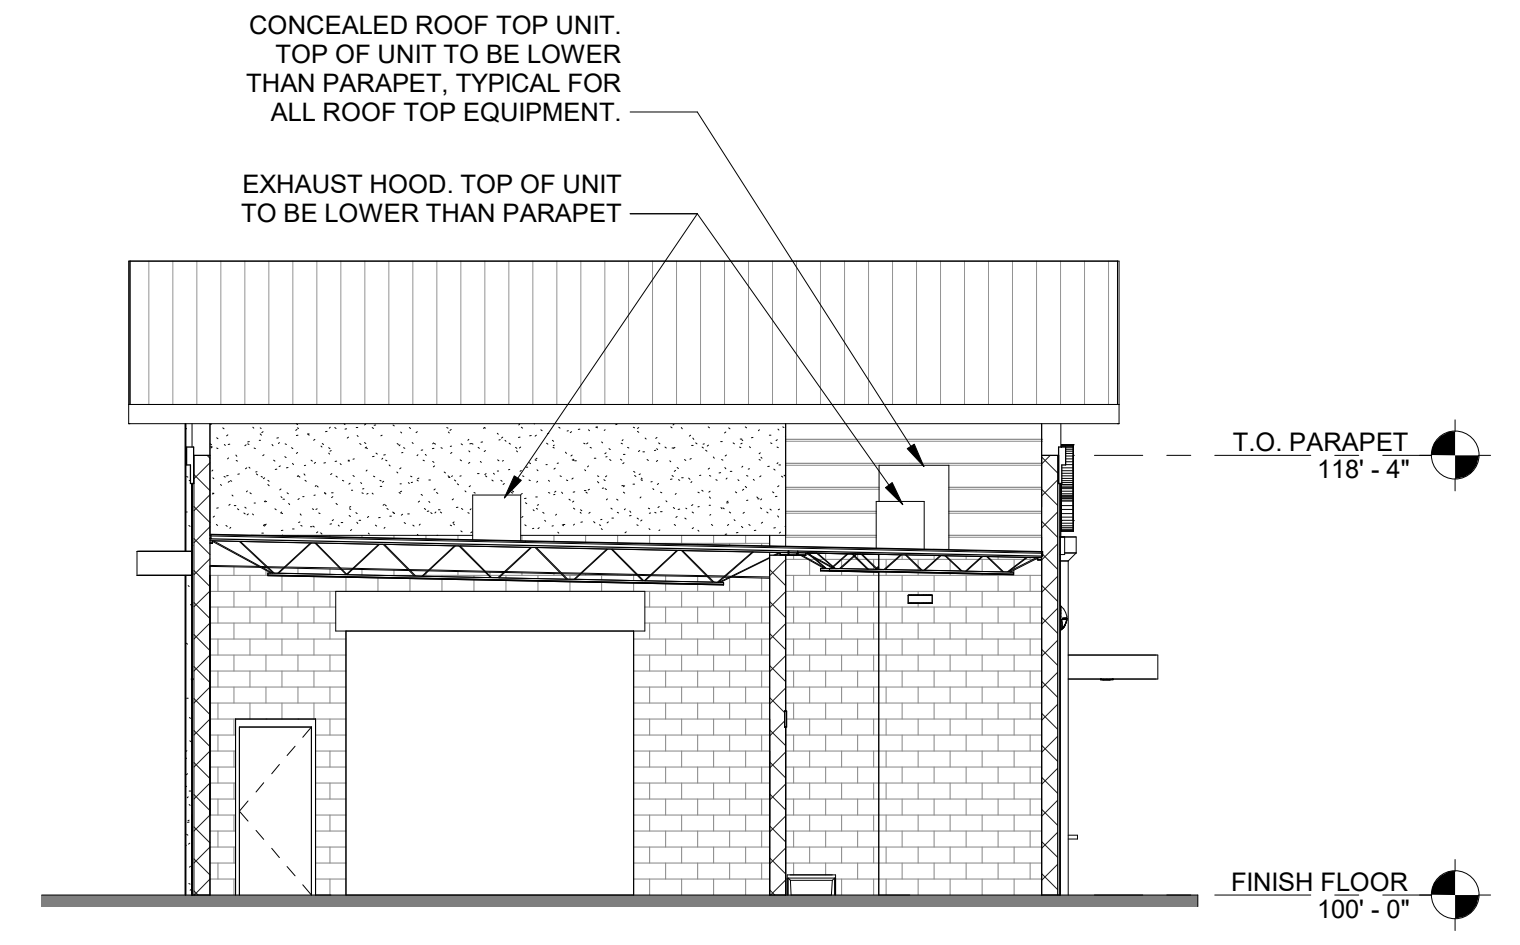 CONCEALED ROOF TOP UNIT.
TOP OF UNIT TO BE LOWER
THAN PARAPET, TYPICAL FOR
ALL ROOF TOP EQUIPMENT.
EXHAUST HOOD. TOP OF UNIT
TO BE LOWER THAN PARAPET
T.O. PARAPET
118' - 4"
FINISH FLOOR
100' - 0"